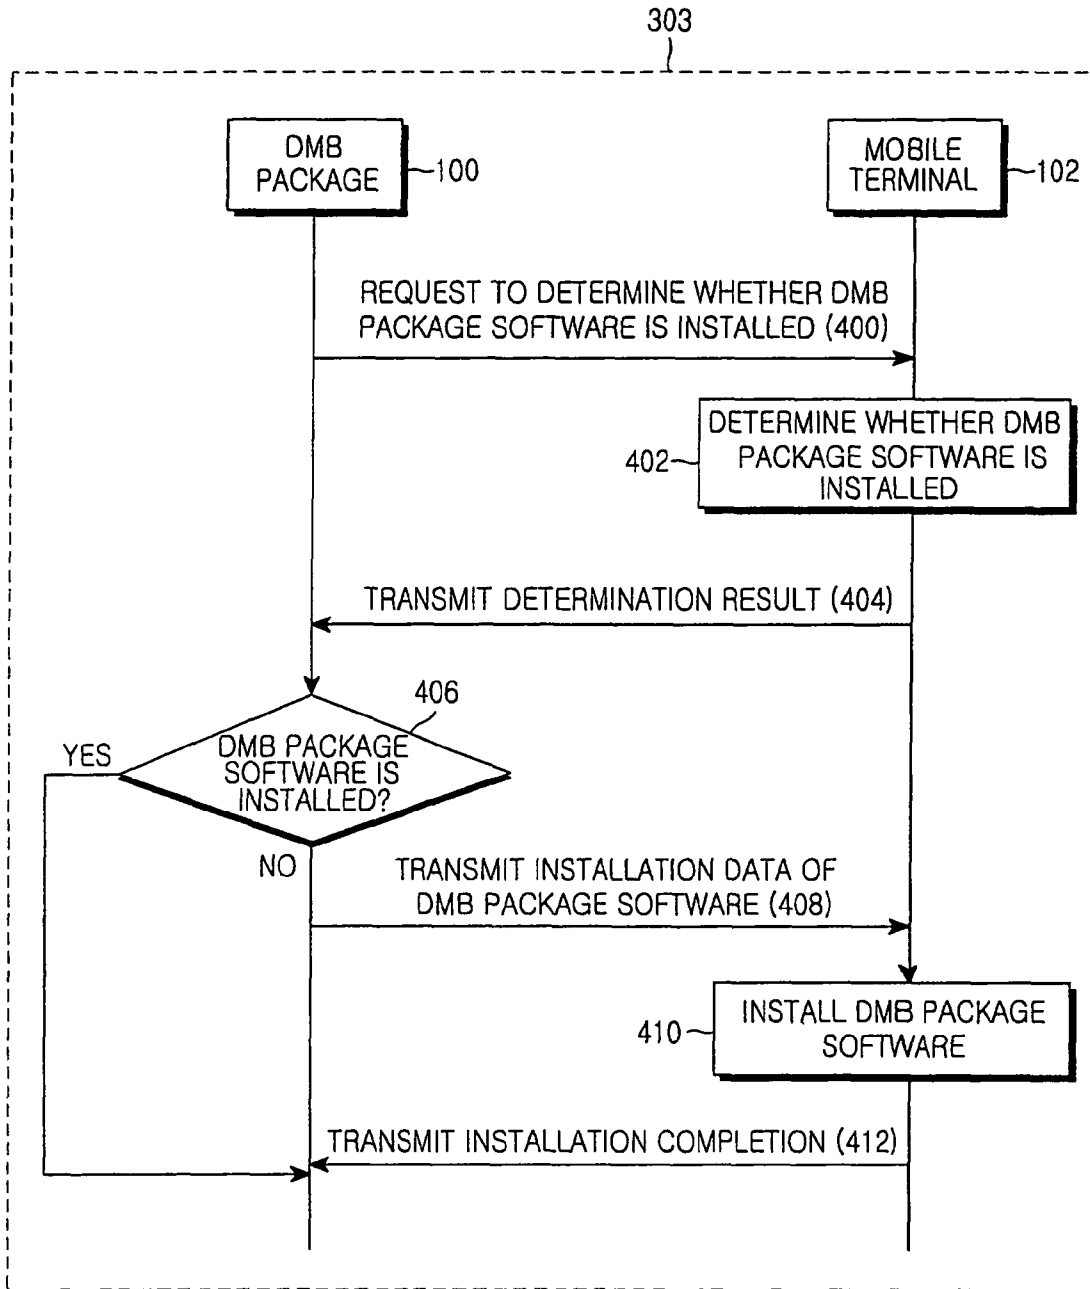 303
DMB
PACKAGE
100
MOBILE
TERMINAL
102
REQUEST TO DETERMINE WHETHER DMB
PACKAGE SOFTWARE IS INSTALLED (400)
DETERMINE WHETHER DMB
PACKAGE SOFTWARE IS
INSTALLED
402
TRANSMIT DETERMINATION RESULT (404)
406
YES
DMB PACKAGE
SOFTWARE IS
INSTALLED?
NO
TRANSMIT INSTALLATION DATA OF
DMB PACKAGE SOFTWARE (408)
410
INSTALL DMB PACKAGE
SOFTWARE
TRANSMIT INSTALLATION COMPLETION (412)